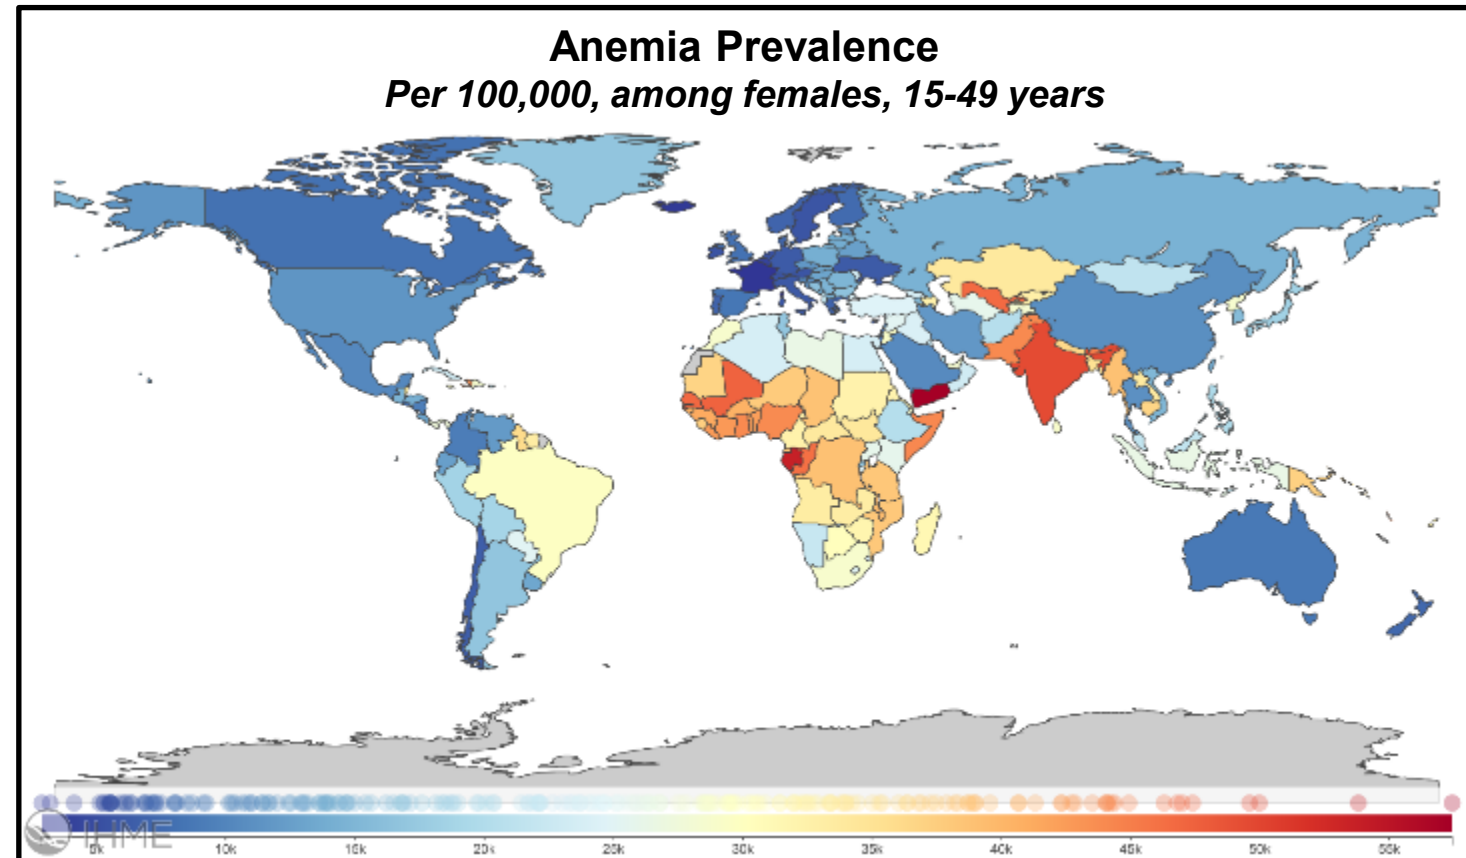 Anemia Prevalence
Per 100,000, among females, 15-49 years
IHME
5k 10k 15k 20k 25k 30k 35k 40k 45k 50k 55k